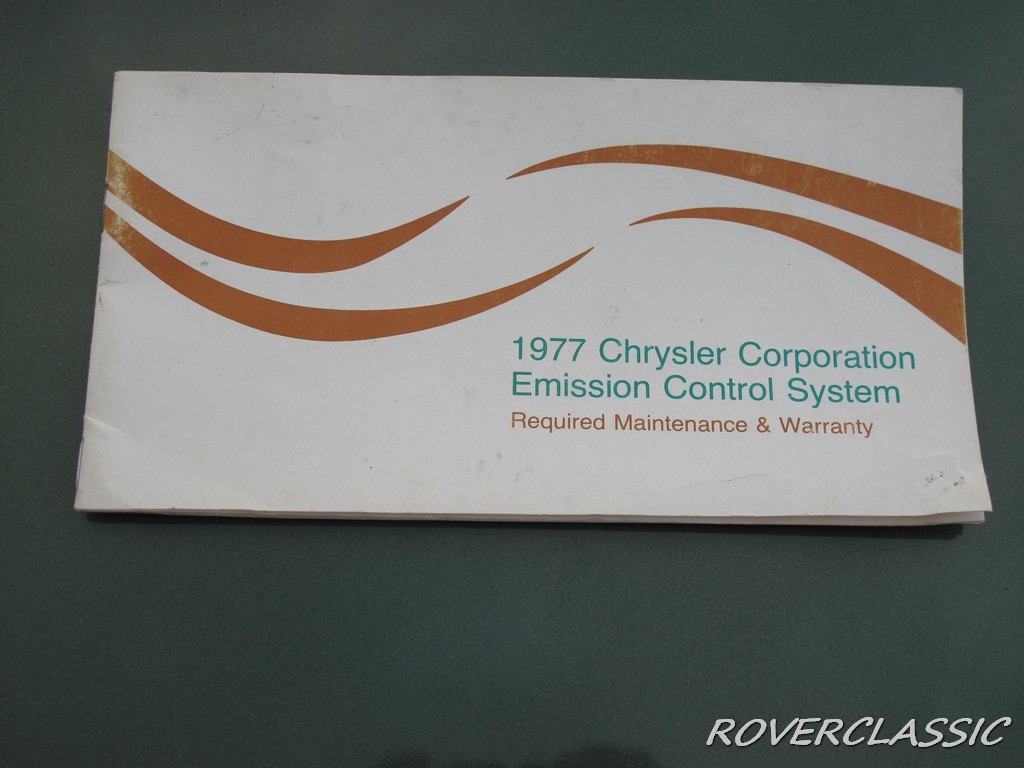 1977 Chrysler Corporation
Emission Control System
Required Maintenance & Warranty
ROVERCLASSIC